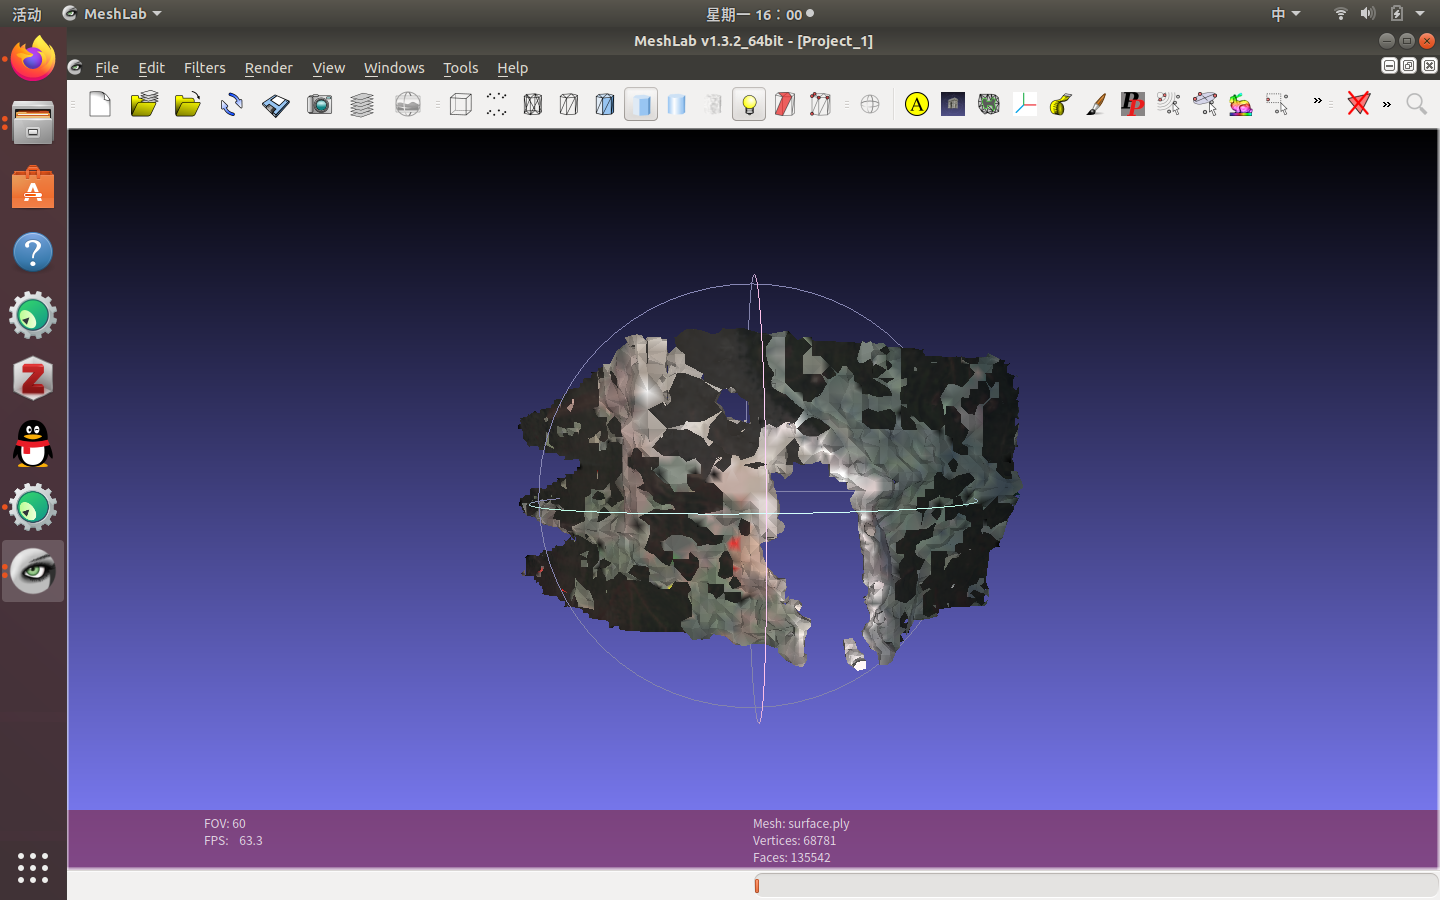 活动
MeshLab
星期一 16：00
中
MeshLab v1.3.2_64bit - [Project_1]
File Edit Filters Render View Windows Tools Help
A
PP
»
»
?
Z
FOV: 60
FPS: 63.3
Mesh: surface.ply
Vertices: 68781
Faces: 135542